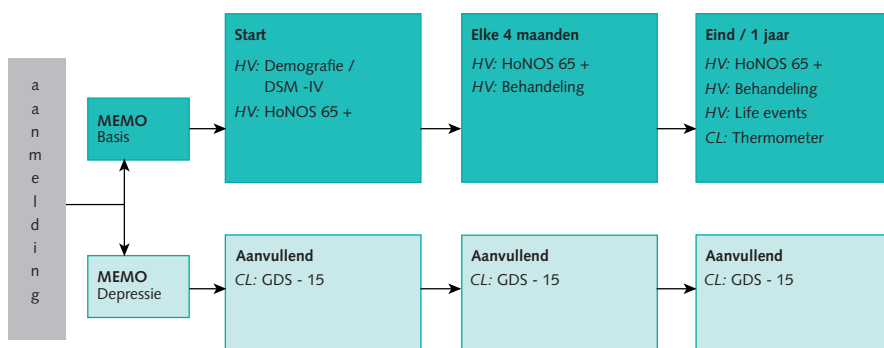 aanmelding
MEMO
Basis
Start
HV: Demografie /
DSM -IV
HV: HoNOS 65 +
Elke 4 maanden
HV: HoNOS 65 +
HV: Behandeling
Eind / 1 jaar
HV: HoNOS 65 +
HV: Behandeling
HV: Life events
CL: Thermometer
MEMO
Depressie
Aanvullend
CL: GDS - 15
Aanvullend
CL: GDS - 15
Aanvullend
CL: GDS - 15